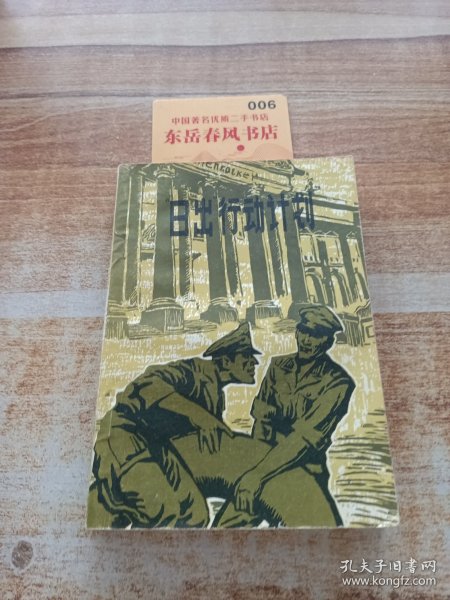 006
中国著名优质二手书店
东岳春风书店
"日出行动计划"
孔夫子旧书网
www.kongfz.com